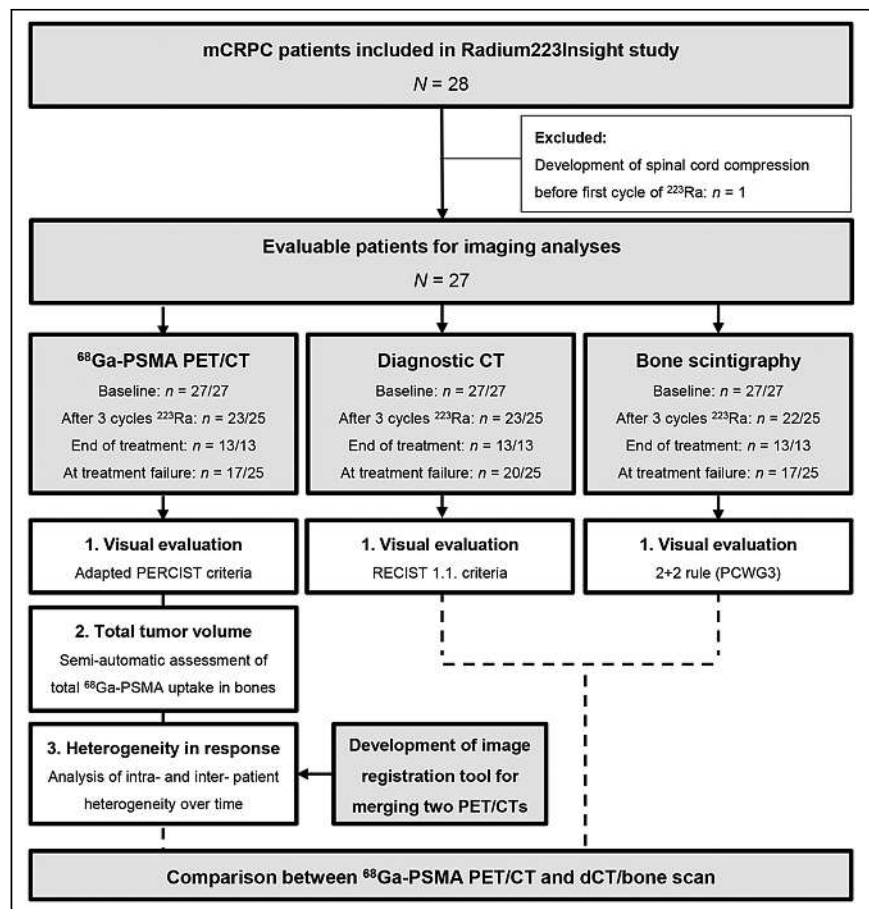 mCRPC patients included in Radium223Insight study
N = 28
Excluded:
Development of spinal cord compression
before first cycle of ²²³Ra: n = 1
Evaluable patients for imaging analyses
N = 27
⁶⁸Ga-PSMA PET/CT
Baseline: n = 27/27
After 3 cycles ²²³Ra: n = 23/25
End of treatment: n = 13/13
At treatment failure: n = 17/25
Diagnostic CT
Baseline: n = 27/27
After 3 cycles ²²³Ra: n = 23/25
End of treatment: n = 13/13
At treatment failure: n = 20/25
Bone scintigraphy
Baseline: n = 27/27
After 3 cycles ²²³Ra: n = 22/25
End of treatment: n = 13/13
At treatment failure: n = 17/25
1. Visual evaluation
Adapted PERCIST criteria
1. Visual evaluation
RECIST 1.1. criteria
1. Visual evaluation
2+2 rule (PCWG3)
2. Total tumor volume
Semi-automatic assessment of
total ⁶⁸Ga-PSMA uptake in bones
3. Heterogeneity in response
Analysis of intra- and inter- patient
heterogeneity over time
Development of image
registration tool for
merging two PET/CTs
Comparison between ⁶⁸Ga-PSMA PET/CT and dCT/bone scan